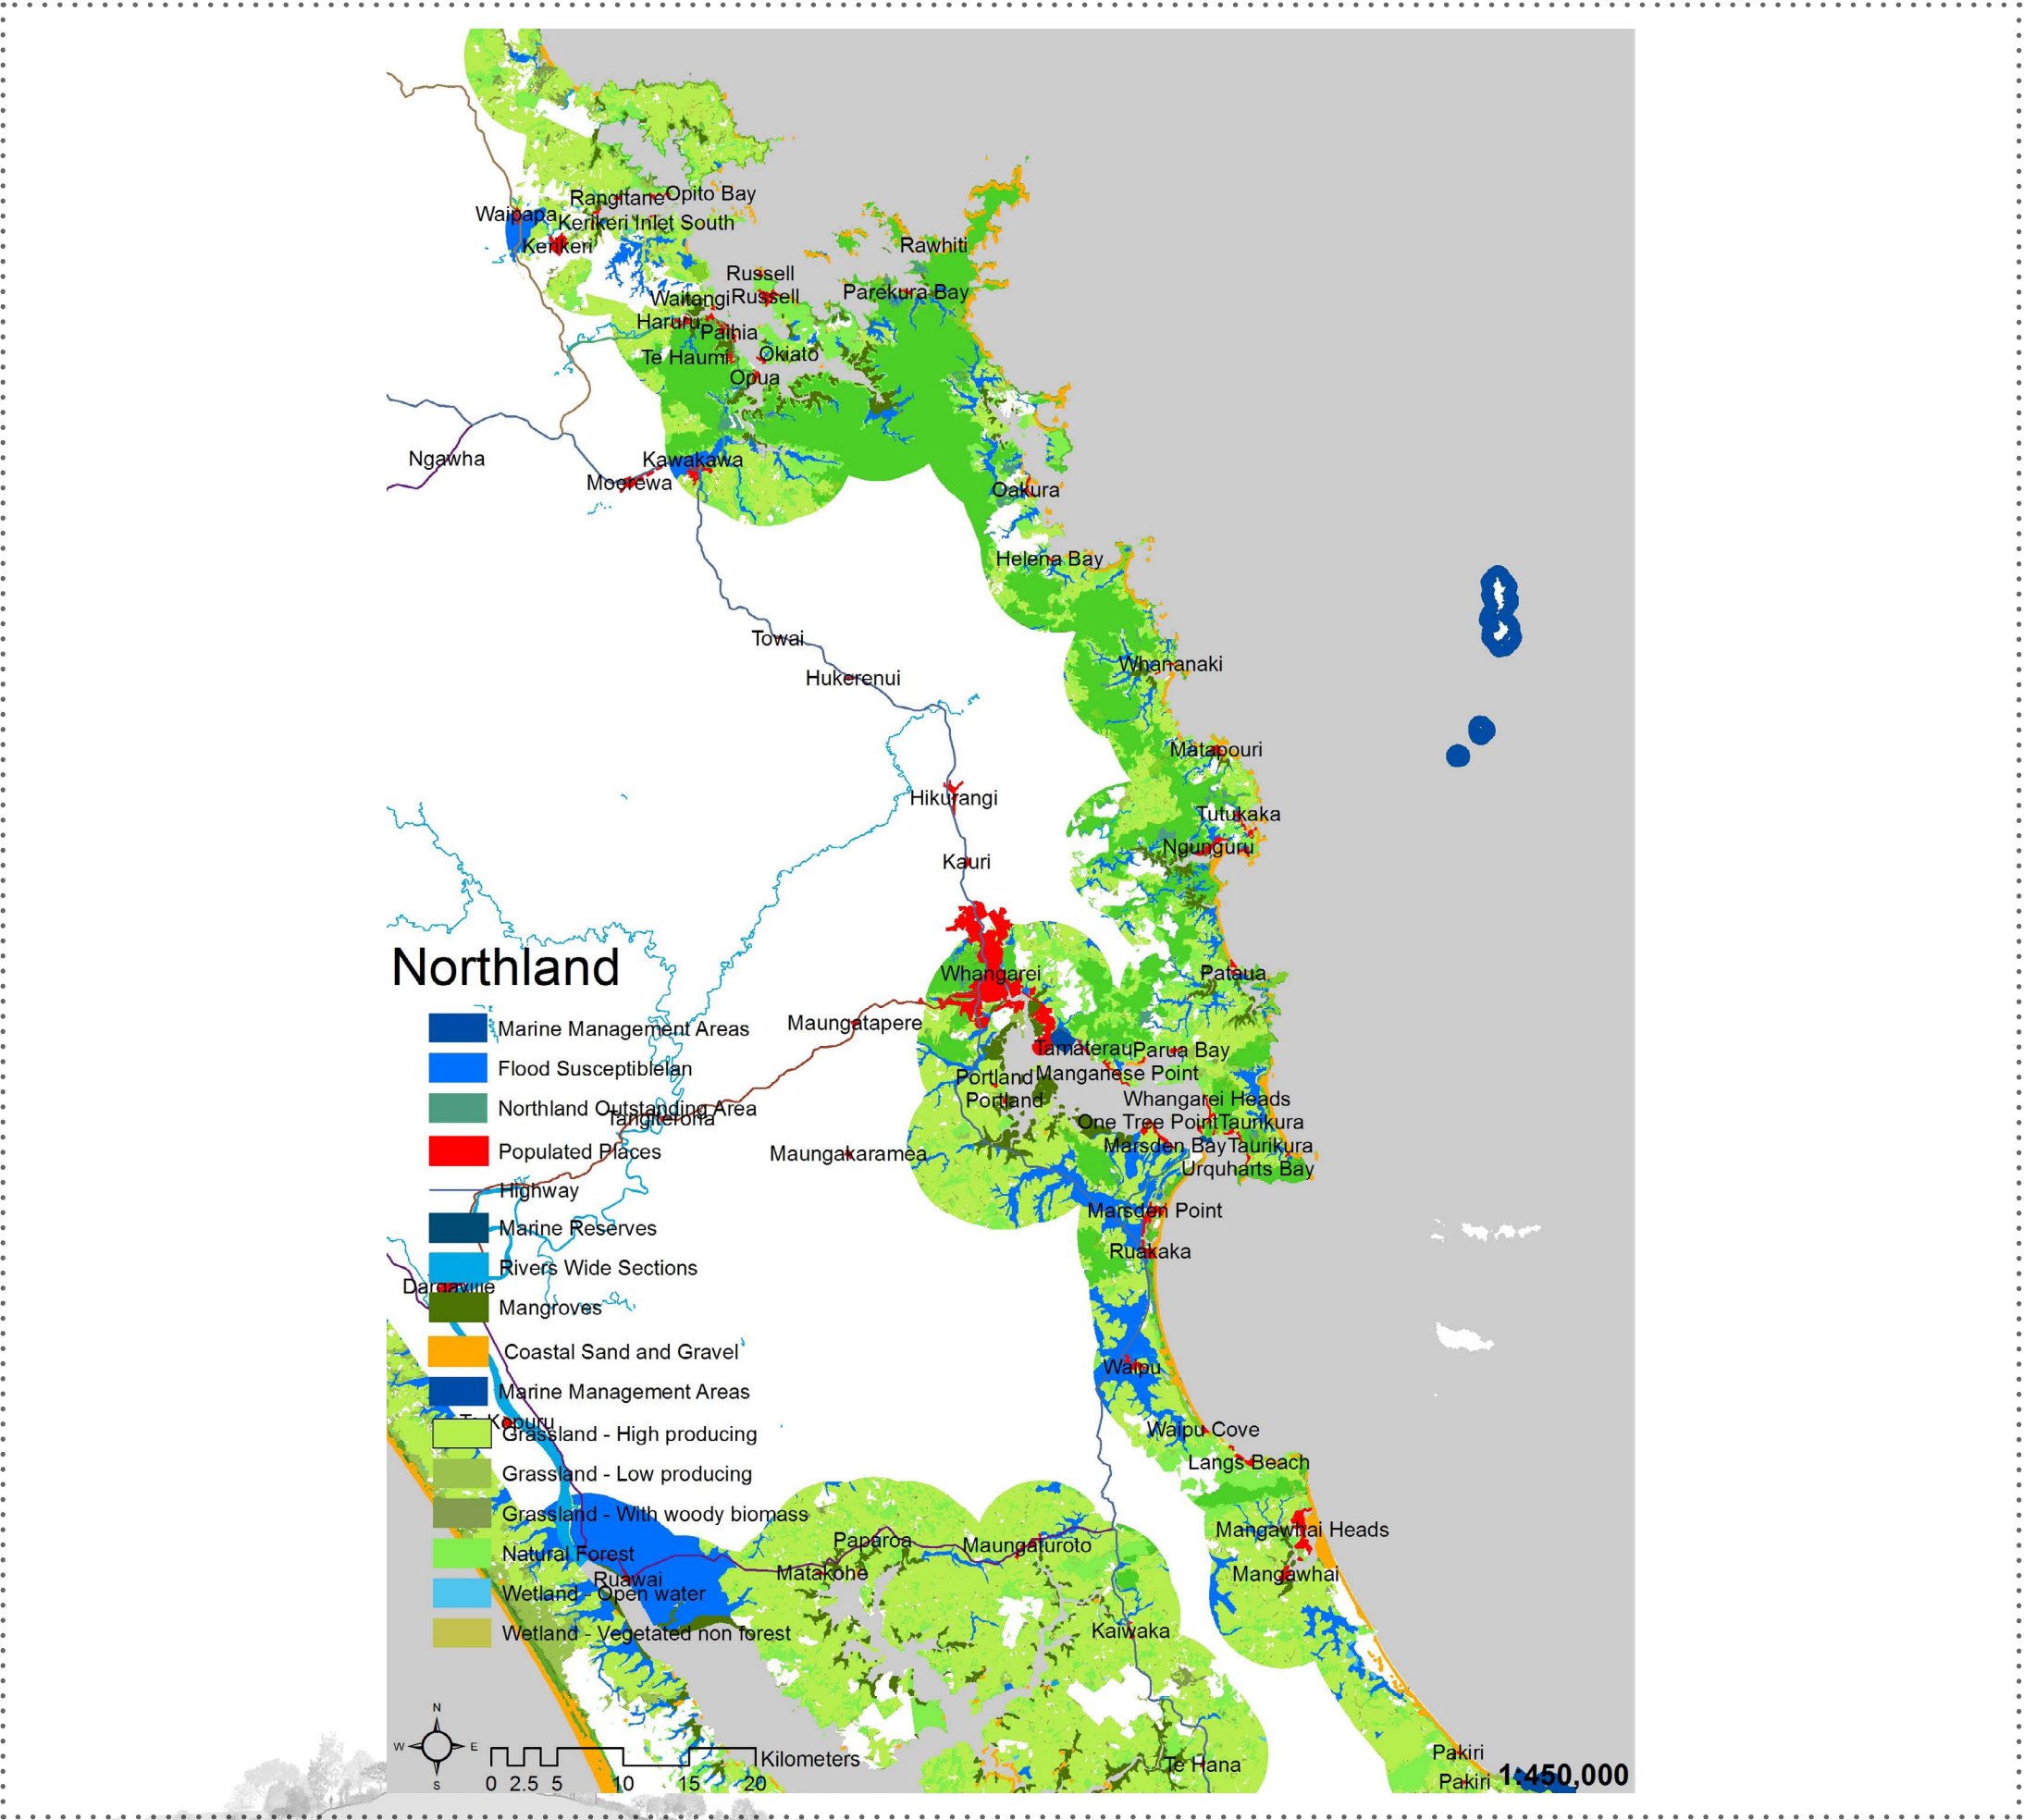 Opito Bay
Rangitane
Waipapa
Kerikeri Inlet South
Kerikeri
Rawhiti
Russell
Parekura Bay
Waitangi
Russell
Haruru
Paihia
Okiato
Te Haumi
Opua
Ngawha
Kawakawa
Moerewa
Oakura
Helena Bay
Towai
Whananaki
Hukerenui
Matapouri
Hikurangi
Tutukaka
Ngunguru
Kauri
Northland
Whangarei
Pataua
Maungatapere
Marine Management Areas
Tamaterau
Parua Bay
Flood Susceptiblelan
Manganese Point
Portland
Portland
Whangarei Heads
Northland Outstanding Area
Tangiteroria
One Tree Point
Taurikura
Populated Places
Maungakaramea
Marsden Bay
Taurikura
Urquharts Bay
Highway
Marsden Point
Marine Reserves
Ruakaka
Rivers Wide Sections
Dargaville
Mangroves
Coastal Sand and Gravel
Waipu
Marine Management Areas
Te Kopuru
Grassland - High producing
Waipu Cove
Langs Beach
Grassland - Low producing
Grassland - With woody biomass
Mangawhai Heads
Paparoa
Maungaturoto
Natural Forest
Matakohe
Mangawhai
Ruawai
Wetland - Open water
Wetland - Vegetated non forest
Kaiwaka
N
W
E
S
Kilometers
0 2.5 5 10 15 20
Te Hana
Pakiri
Pakiri
1:450,000